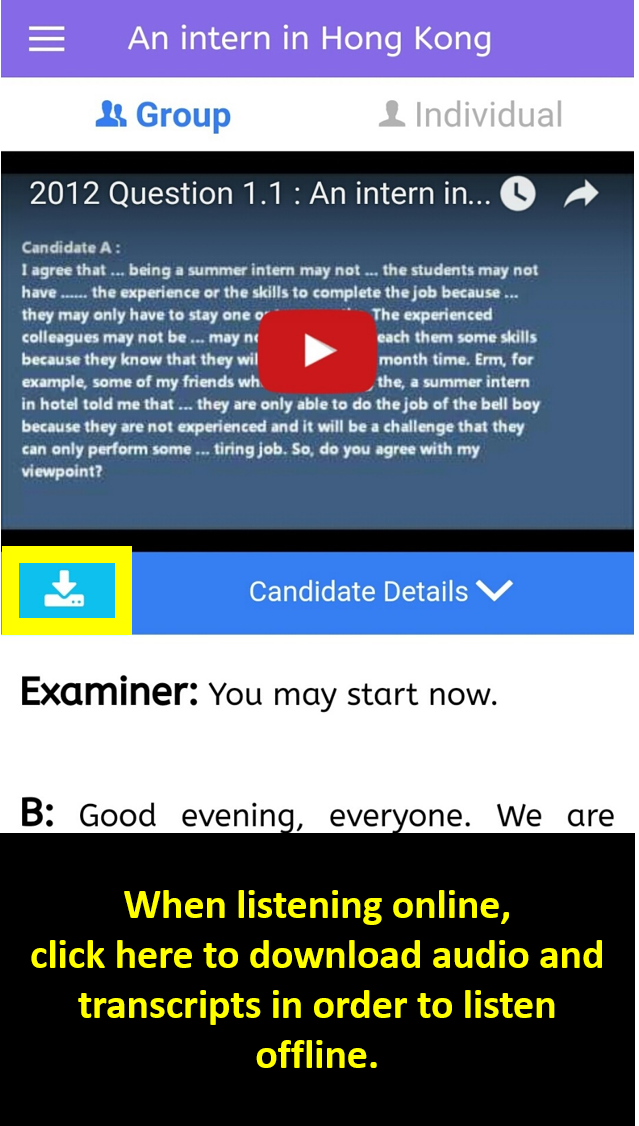 An intern in Hong Kong
Group Individual
2012 Question 1.1 : An intern in...
Candidate A :
I agree that ... being a summer intern may not ... the students may not
have ...... the experience or the skills to complete the job because ...
they may only have to stay one The experienced
colleagues may not be ... may each them some skills
because they know that they month time. Erm, for
example, some of my friends the, a summer intern
in hotel told me that ... they are only able to do the job of the bell boy
because they are not experienced and it will be a challenge that they
can only perform some ... tiring job. So, do you agree with my
viewpoint?
Candidate Details
Examiner: You may start now.
B: Good evening, everyone. We are
When listening online,
click here to download audio and
transcripts in order to listen
offline.